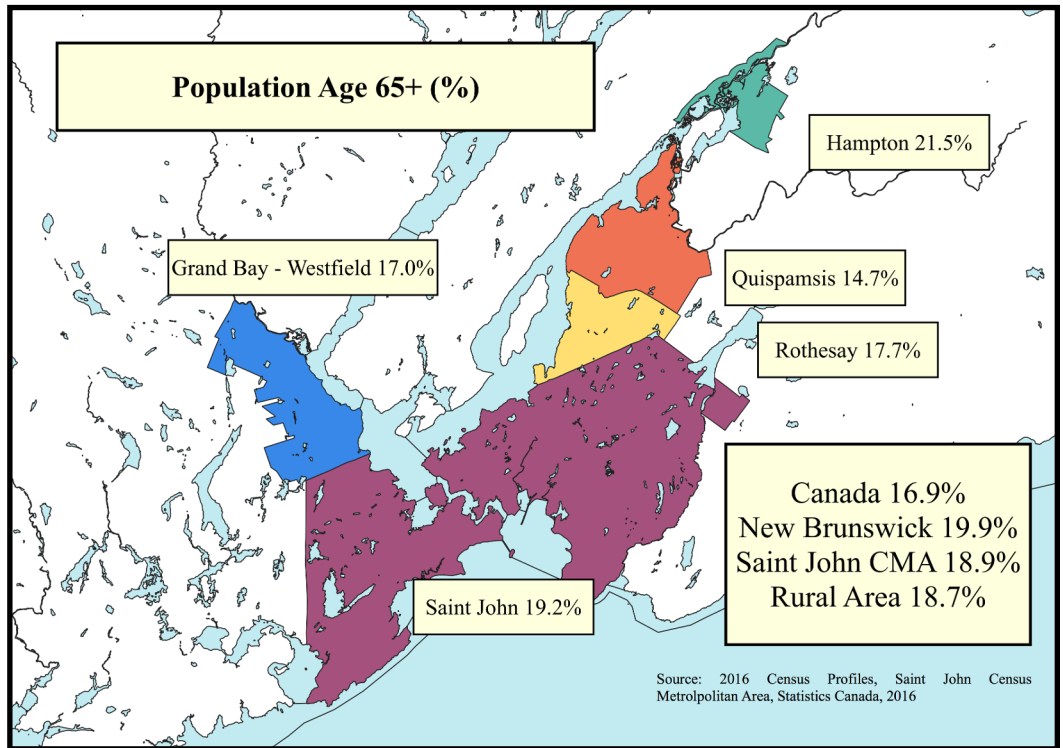 Population Age 65+ (%)
Hampton 21.5%
Grand Bay - Westfield 17.0%
Quispamsis 14.7%
Rothesay 17.7%
Canada 16.9%
New Brunswick 19.9%
Saint John CMA 18.9%
Rural Area 18.7%
Saint John 19.2%
Source: 2016 Census Profiles, Saint John Census
Metrolpolitan Area, Statistics Canada, 2016